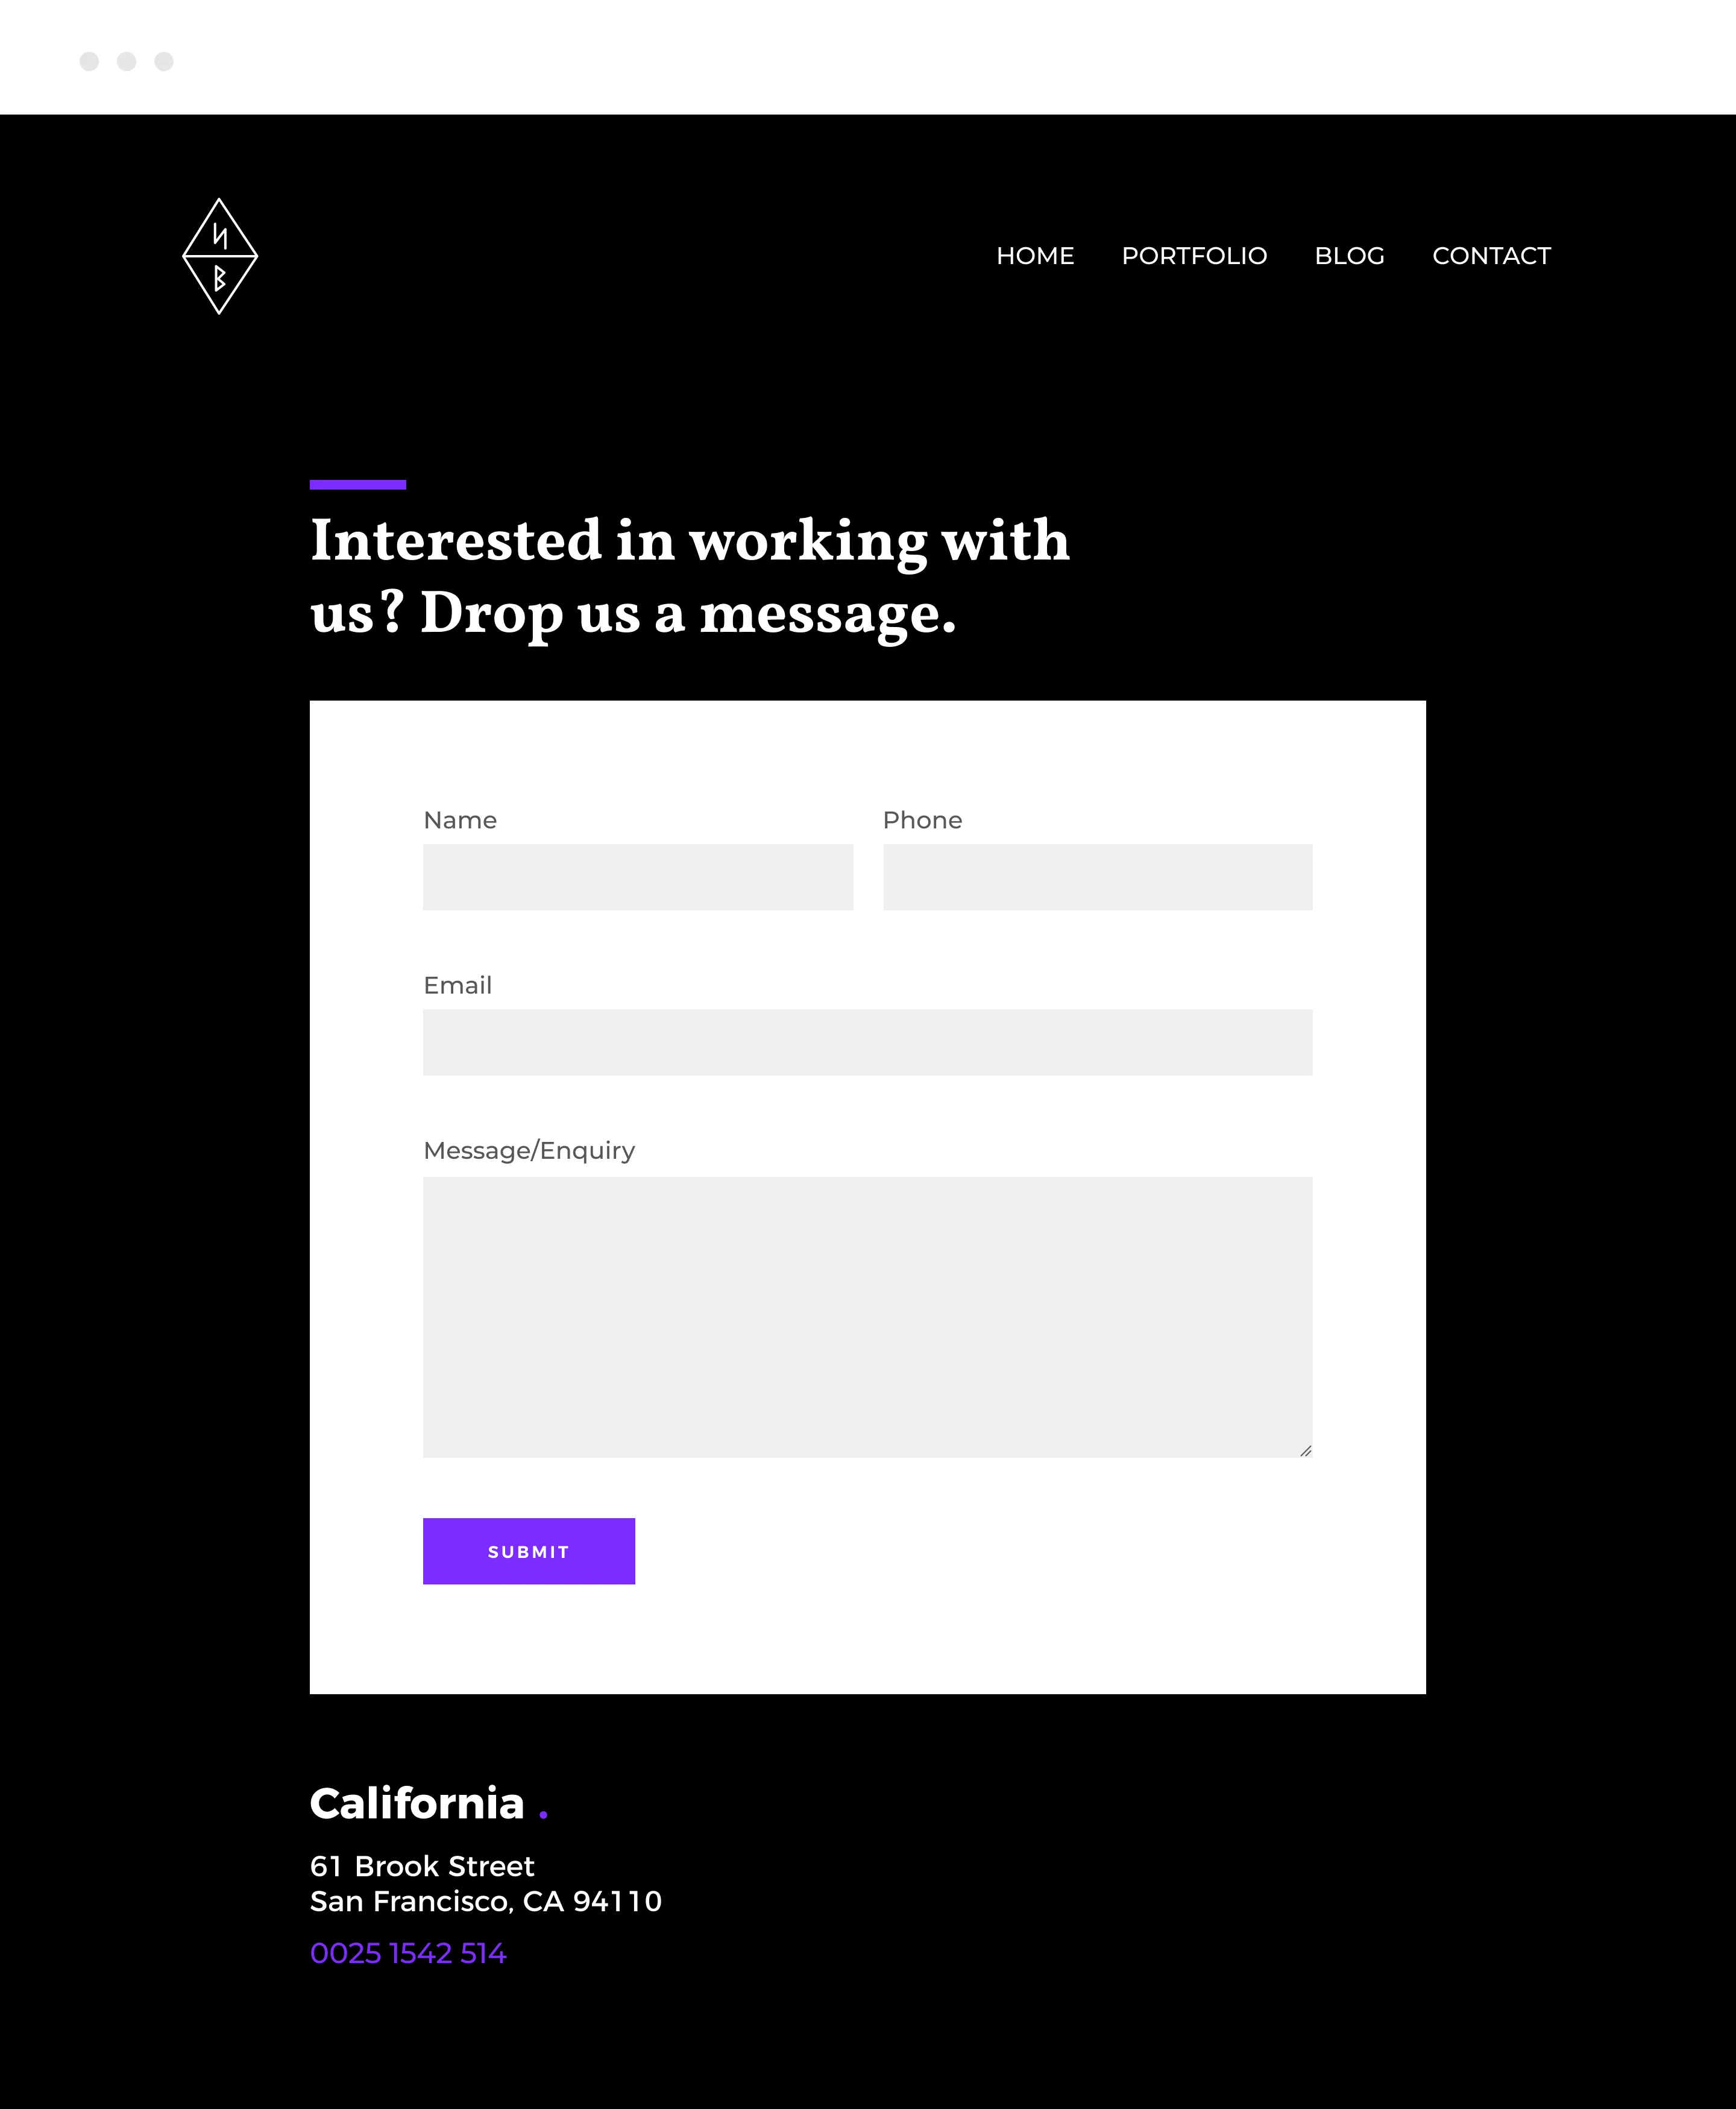 HOME PORTFOLIO BLOG CONTACT
Interested in working with
us? Drop us a message.
Name Phone
Email
Message/Enquiry
SUBMIT
California .
61 Brook Street
San Francisco, CA 94110
0025 1542 514